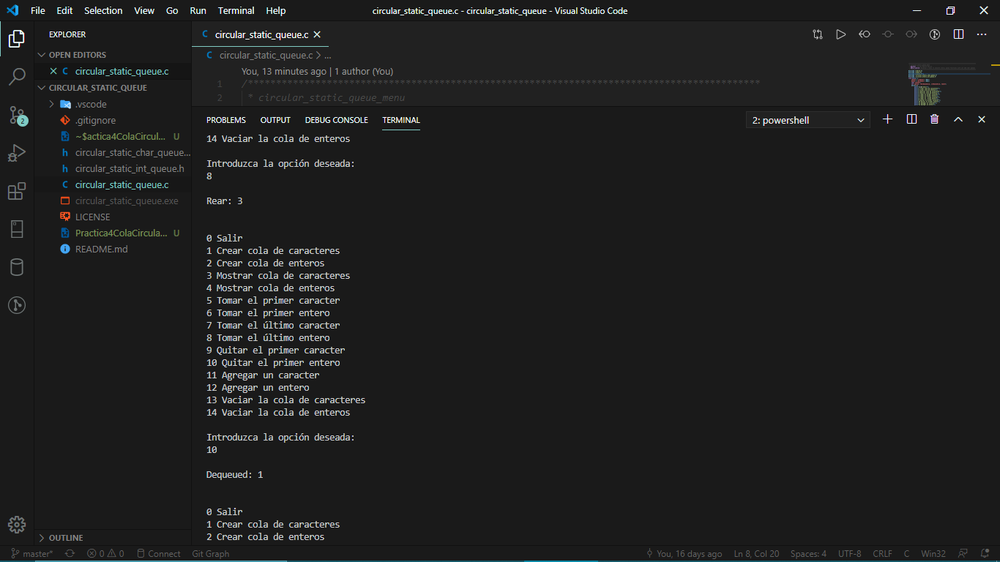 File Edit Selection View Go Run Terminal Help
circular_static_queue.c - circular_static_queue - Visual Studio Code
EXPLORER
OPEN EDITORS
circular_static_queue.c
CIRCULAR_STATIC_QUEUE
.vscode
.gitignore
~$actica4ColaCircul... U
circular_static_char_queue...
circular_static_int_queue.h
circular_static_queue.c
circular_static_queue.exe
LICENSE
Practica4ColaCircula... U
README.md
OUTLINE
2
circular_static_queue.c
circular_static_queue.c > ...
You, 13 minutes ago | 1 author (You)
1
2 * circular_static_queue_menu
PROBLEMS OUTPUT DEBUG CONSOLE TERMINAL
2: powershell
14 Vaciar la cola de enteros
Introduzca la opción deseada:
8
Rear: 3
0 Salir
1 Crear cola de caracteres
2 Crear cola de enteros
3 Mostrar cola de caracteres
4 Mostrar cola de enteros
5 Tomar el primer caracter
6 Tomar el primer entero
7 Tomar el último caracter
8 Tomar el último entero
9 Quitar el primer caracter
10 Quitar el primer entero
11 Agregar un caracter
12 Agregar un entero
13 Vaciar la cola de caracteres
14 Vaciar la cola de enteros
Introduzca la opción deseada:
10
Dequeued: 1
0 Salir
1 Crear cola de caracteres
2 Crear cola de enteros
master* 0 0 Connect Git Graph You, 16 days ago Ln 8, Col 20 Spaces: 4 UTF-8 CRLF C Win32